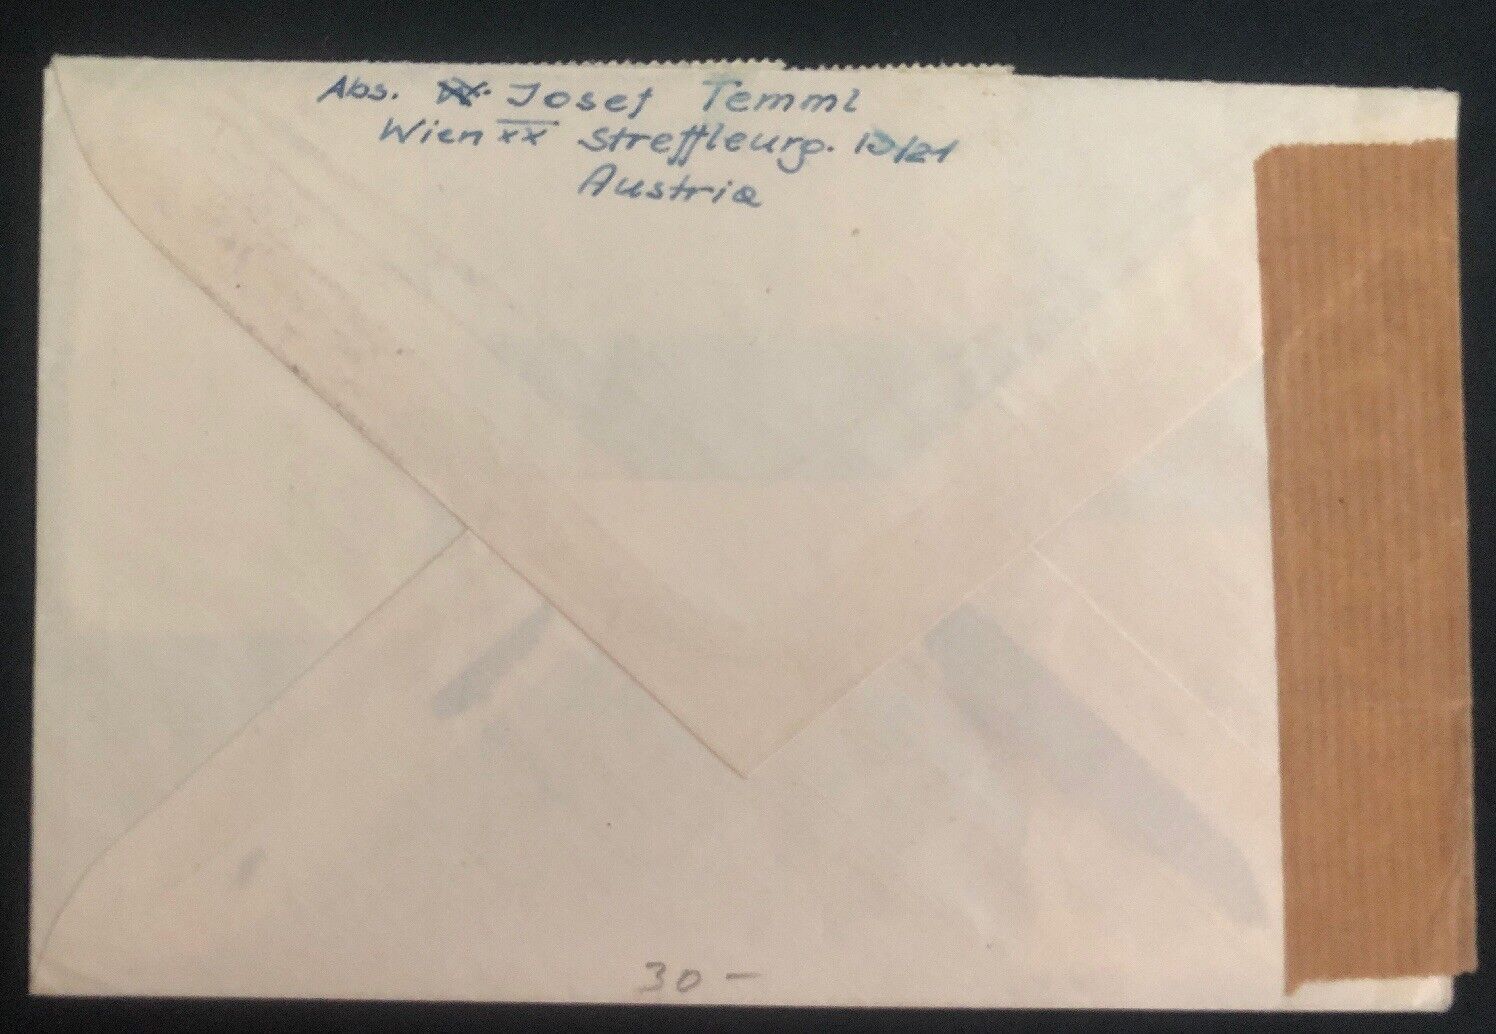 Abs. Josef Temml
Wien XX Streffleurg. 13/21
Austria
30 —